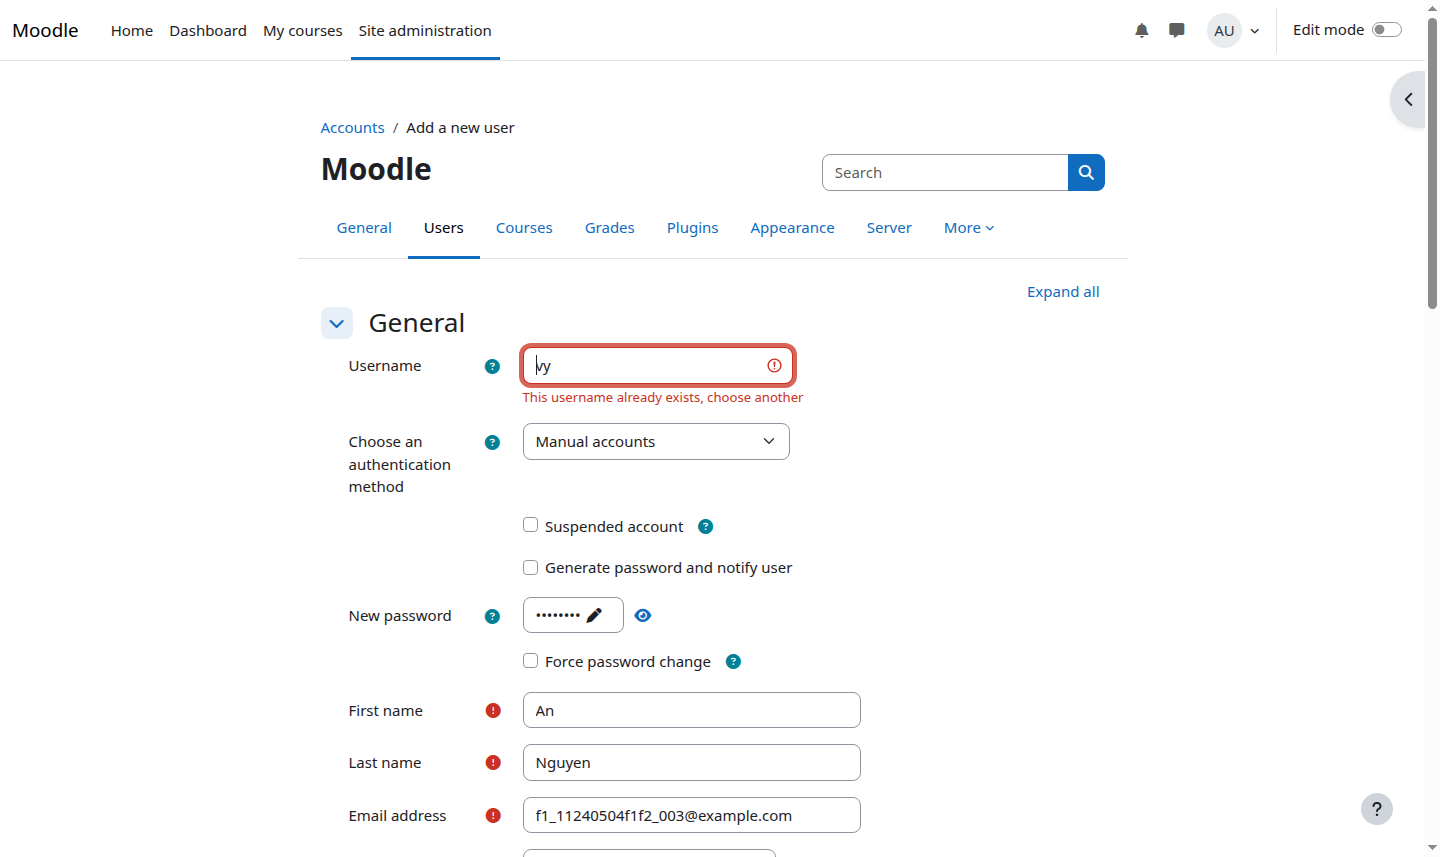 Moodle Home Dashboard My courses Site administration AU Edit mode
Accounts / Add a new user
Moodle
Search
General Users Courses Grades Plugins Appearance Server More
Expand all
General
Username ? vy
This username already exists, choose another
Choose an authentication method ? Manual accounts
Suspended account ?
Generate password and notify user
New password ? ••••••••
Force password change ?
First name ! An
Last name ! Nguyen
Email address ! f1_11240504f1f2_003@example.com
?